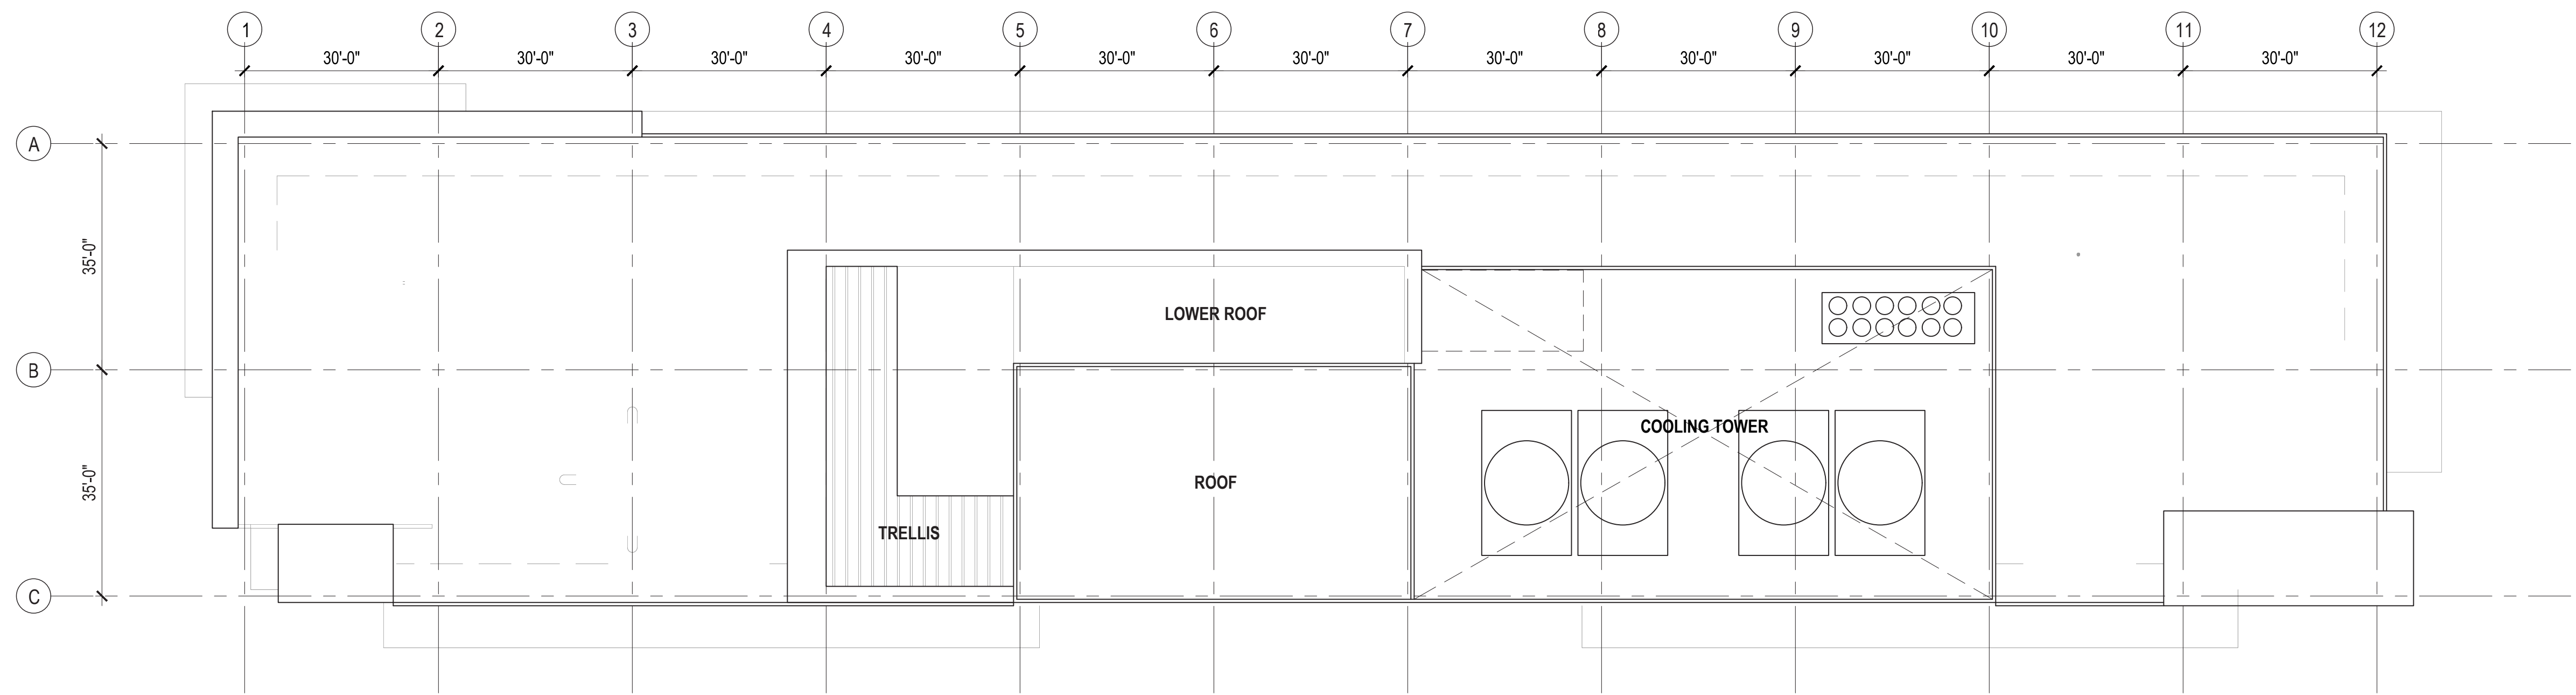 1 2 3 4 5 6 7 8 9 10 11 12
30'-0" 30'-0" 30'-0" 30'-0" 30'-0" 30'-0" 30'-0" 30'-0" 30'-0" 30'-0" 30'-0"
A
35'-0"
LOWER ROOF
B
COOLING TOWER
35'-0"
ROOF
TRELLIS
C